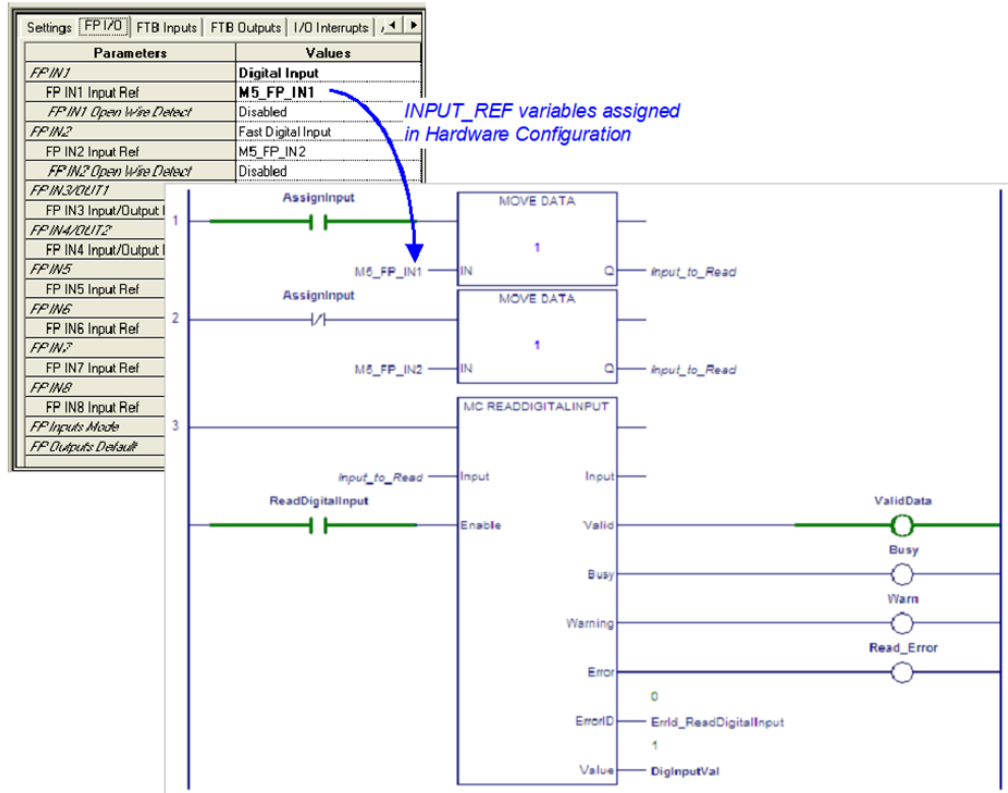 Settings FP I/O FTB Inputs FTB Outputs I/O Interrupts
Parameters Values
FP IN1 Digital Input
FP IN1 Input Ref M5_FP_IN1
FP IN1 Open Wire Detect Disabled
FP IN2 Fast Digital Input
FP IN2 Input Ref M5_FP_IN2
FP IN2 Open Wire Detect Disabled
FP IN3/OUT1
FP IN3 Input/Output
FP IN4/OUT2
FP IN4 Input/Output
FP IN5
FP IN5 Input Ref
FP IN6
FP IN6 Input Ref
FP IN7
FP IN7 Input Ref
FP IN8
FP IN8 Input Ref
FP Inputs Mode
FP Outputs Default
INPUT_REF variables assigned
in Hardware Configuration
1
AssignInput
MOVE DATA
1
M5_FP_IN1 IN Q Input_to_Read
2
AssignInput
MOVE DATA
1
M5_FP_IN2 IN Q Input_to_Read
3
MC READDIGITALINPUT
Input_to_Read Input Input
ReadDigitalInput
Enable Valid
ValidData
Busy
Busy
Warn
Warning
Read_Error
Error
0
ErrorID ErrId_ReadDigitalInput
1
Value DigInputVal